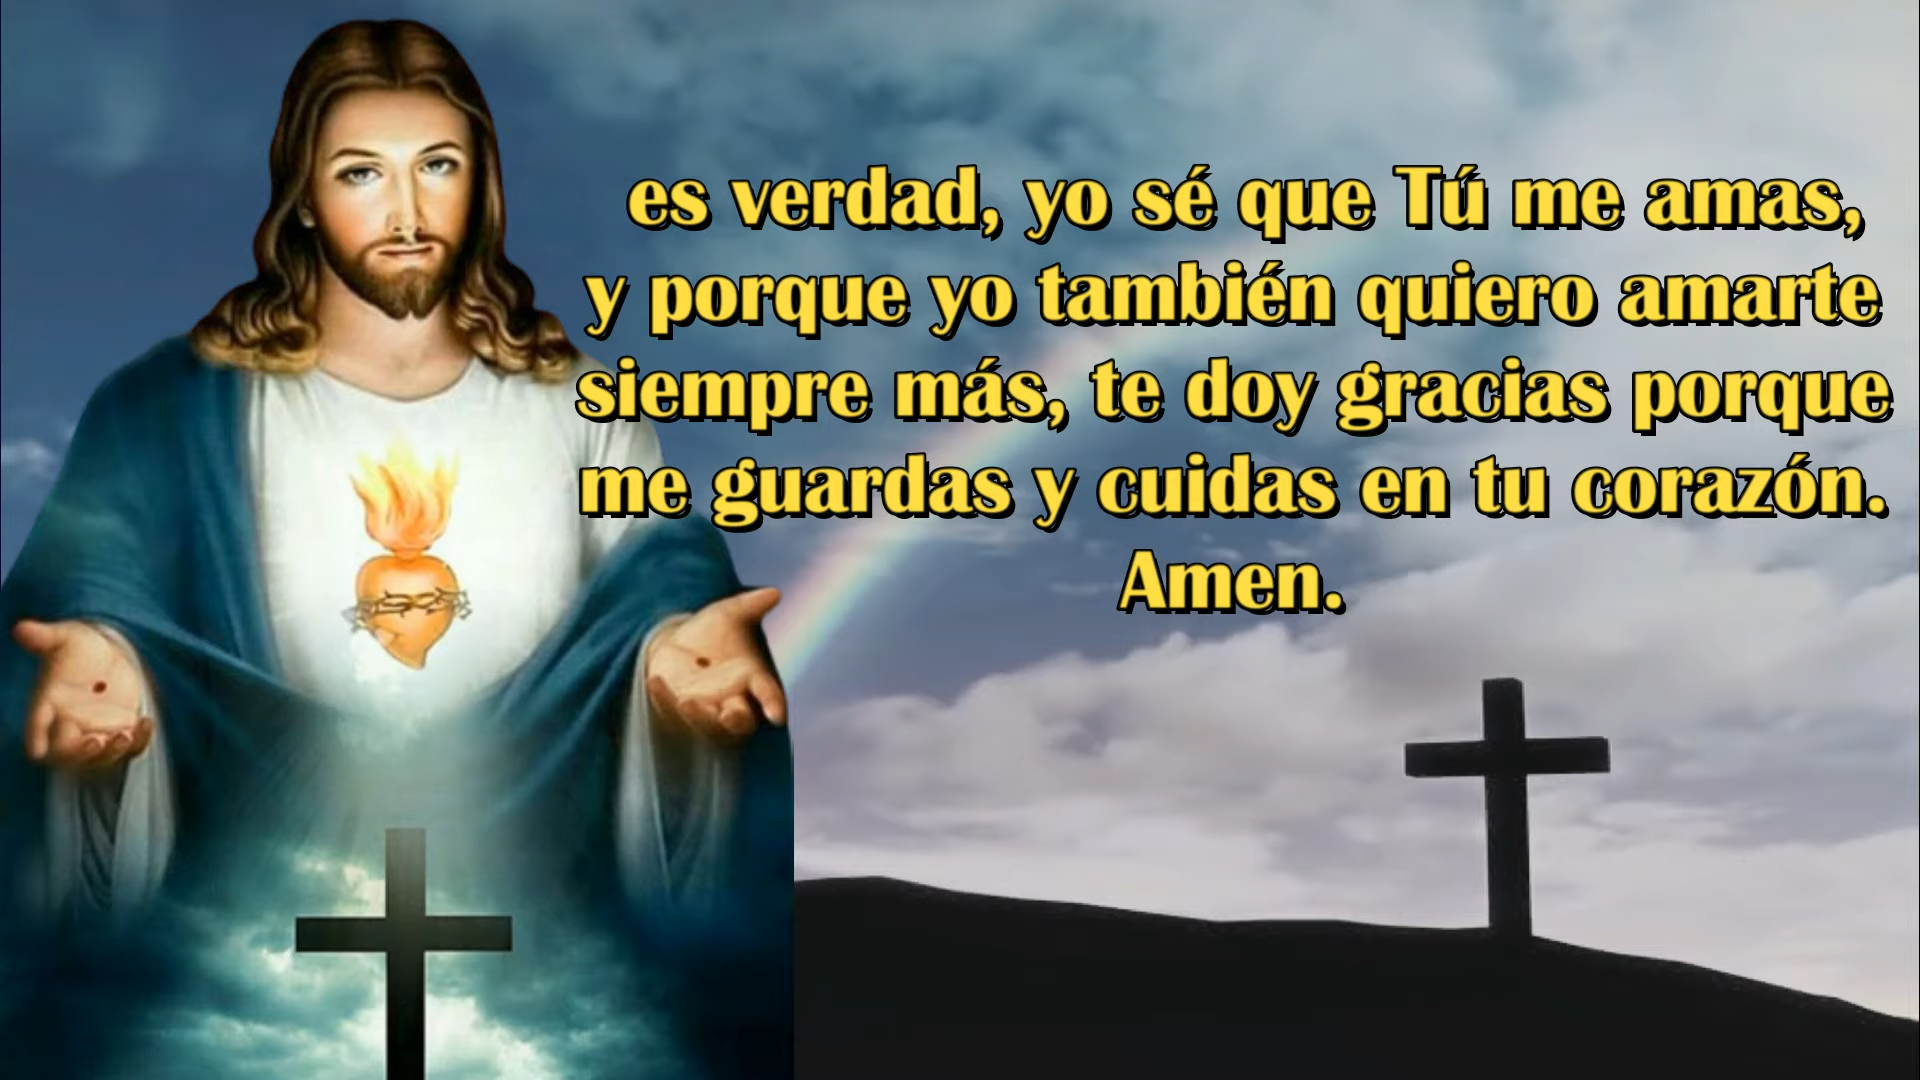 es verdad, yo sé que Tú me amas,
y porque yo también quiero amarte
siempre más, te doy gracias porque
me guardas y cuidas en tu corazón.
Amen.